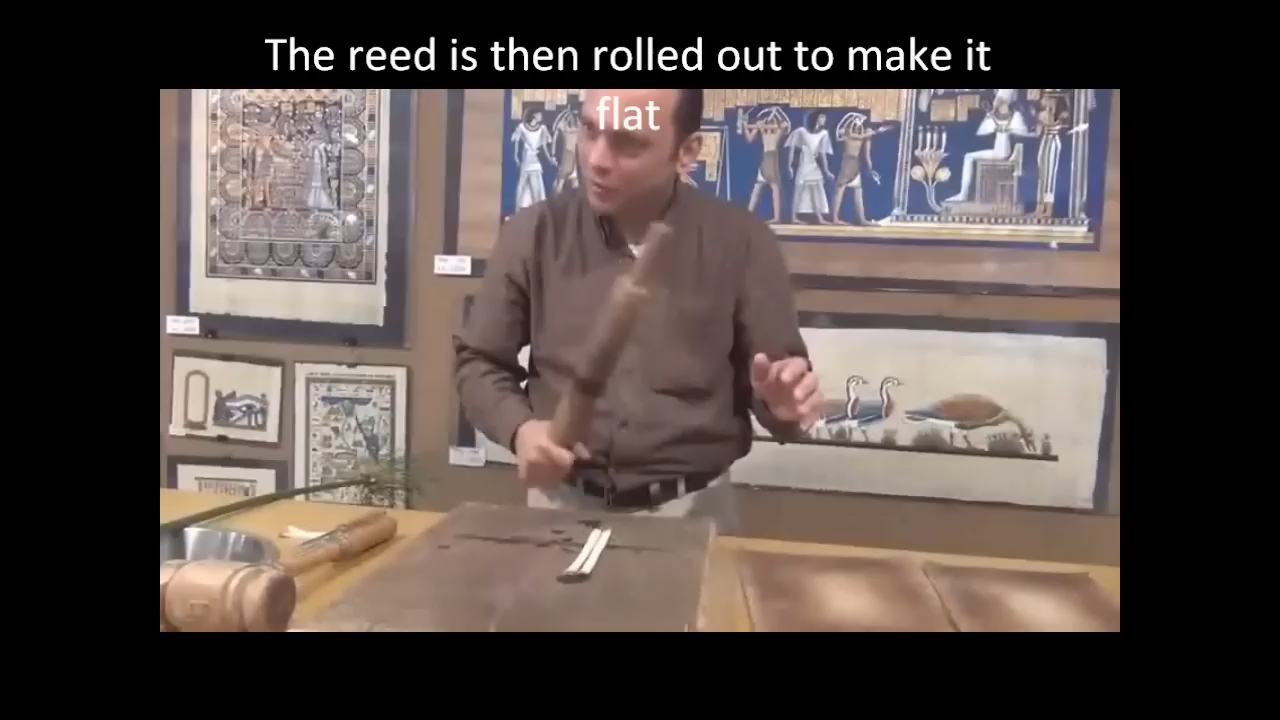 The reed is then rolled out to make it
flat